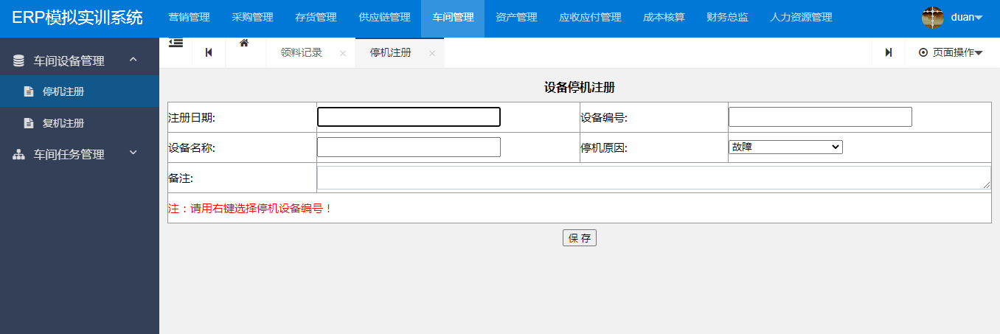 ERP模拟实训系统 营销管理 采购管理 存货管理 供应链管理 车间管理 资产管理 应收应付管理 成本核算 财务总监 人力资源管理 duan
车间设备管理
停机注册
复机注册
车间任务管理
领料记录 × 停机注册 × 页面操作
设备停机注册
注册日期: 设备编号:
设备名称: 停机原因: 故障
备注:
注：请用右键选择停机设备编号！
保 存